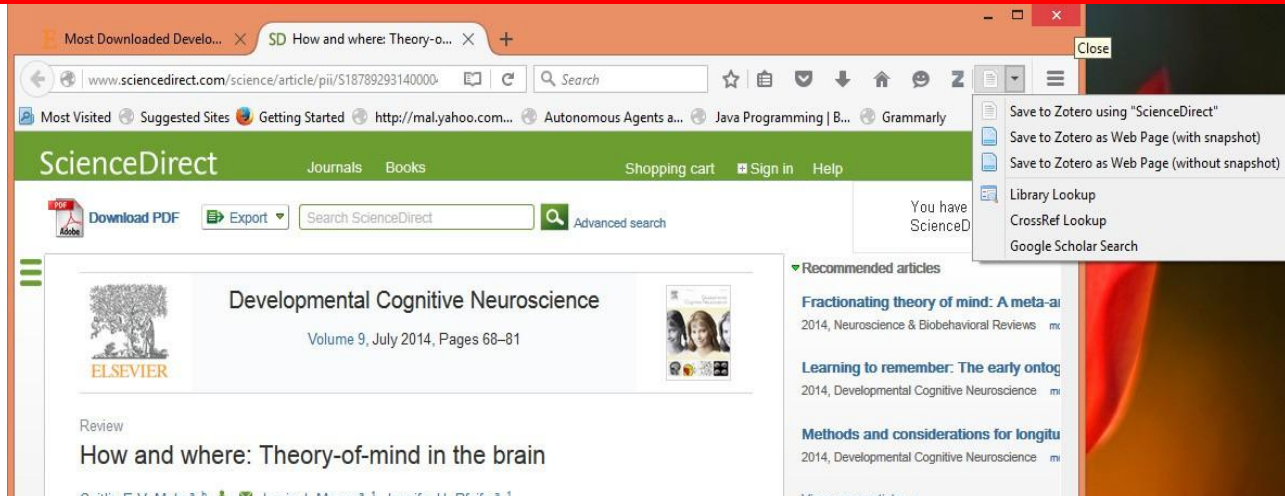 Most Downloaded Develo...
SD How and where: Theory-o...
Close
www.sciencedirect.com/science/article/pii/S18789293140000
Search
Z
Most Visited Suggested Sites Getting Started http://mal.yahoo.com... Autonomous Agents a... Java Programming | B... Grammarly
Save to Zotero using "ScienceDirect"
Save to Zotero as Web Page (with snapshot)
Save to Zotero as Web Page (without snapshot)
Library Lookup
CrossRef Lookup
Google Scholar Search
ScienceDirect
Journals Books
Shopping cart Sign in Help
PDF
Adobe
Download PDF
Export
Search ScienceDirect
Advanced search
You have
ScienceD
ELSEVIER
Developmental Cognitive Neuroscience
Volume 9, July 2014, Pages 68–81
Review
How and where: Theory-of-mind in the brain
Recommended articles
Fractionating theory of mind: A meta-
2014, Neuroscience & Biobehavioral Reviews
Learning to remember: The early ontog
2014, Developmental Cognitive Neuroscience
Methods and considerations for longitu
2014, Developmental Cognitive Neuroscience